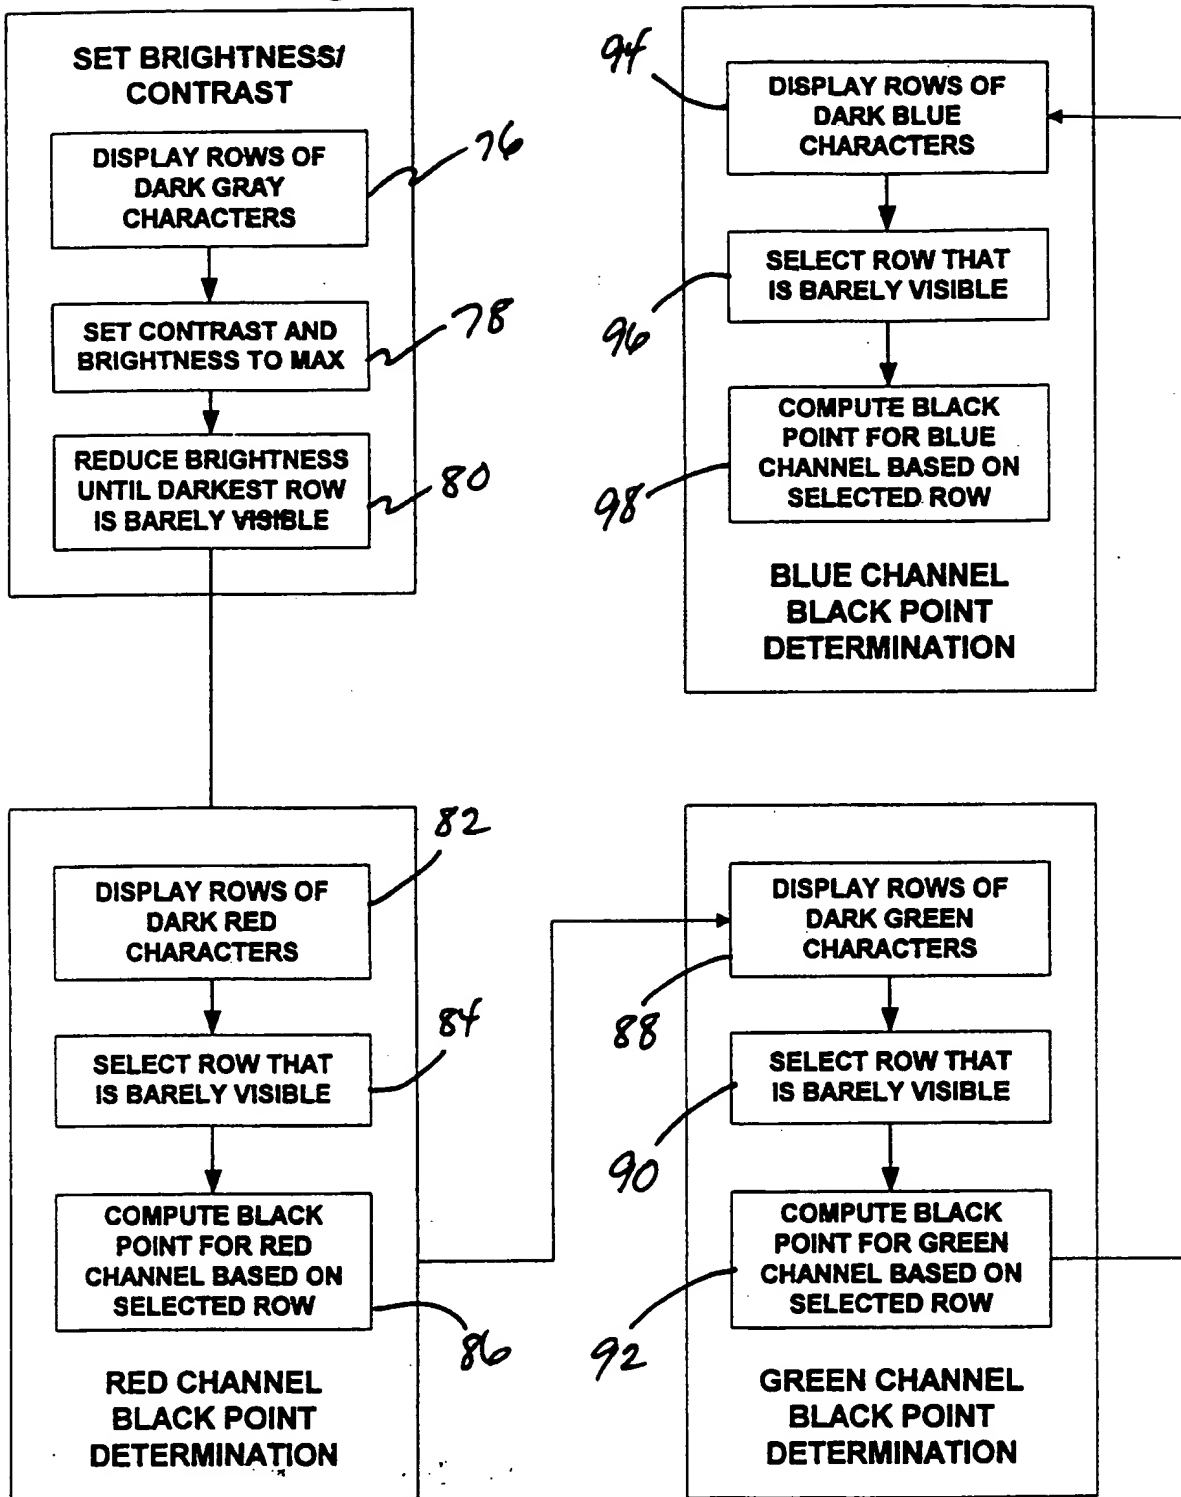 SET BRIGHTNESS/
CONTRAST
DISPLAY ROWS OF
DARK GRAY
CHARACTERS
76
SET CONTRAST AND
BRIGHTNESS TO MAX
78
REDUCE BRIGHTNESS
UNTIL DARKEST ROW
IS BARELY VISIBLE
80
82
DISPLAY ROWS OF
DARK RED
CHARACTERS
84
SELECT ROW THAT
IS BARELY VISIBLE
COMPUTE BLACK
POINT FOR RED
CHANNEL BASED ON
SELECTED ROW
86
RED CHANNEL
BLACK POINT
DETERMINATION
DISPLAY ROWS OF
DARK GREEN
CHARACTERS
88
SELECT ROW THAT
IS BARELY VISIBLE
90
COMPUTE BLACK
POINT FOR GREEN
CHANNEL BASED ON
SELECTED ROW
92
GREEN CHANNEL
BLACK POINT
DETERMINATION
94
DISPLAY ROWS OF
DARK BLUE
CHARACTERS
SELECT ROW THAT
IS BARELY VISIBLE
96
COMPUTE BLACK
POINT FOR BLUE
CHANNEL BASED ON
SELECTED ROW
98
BLUE CHANNEL
BLACK POINT
DETERMINATION